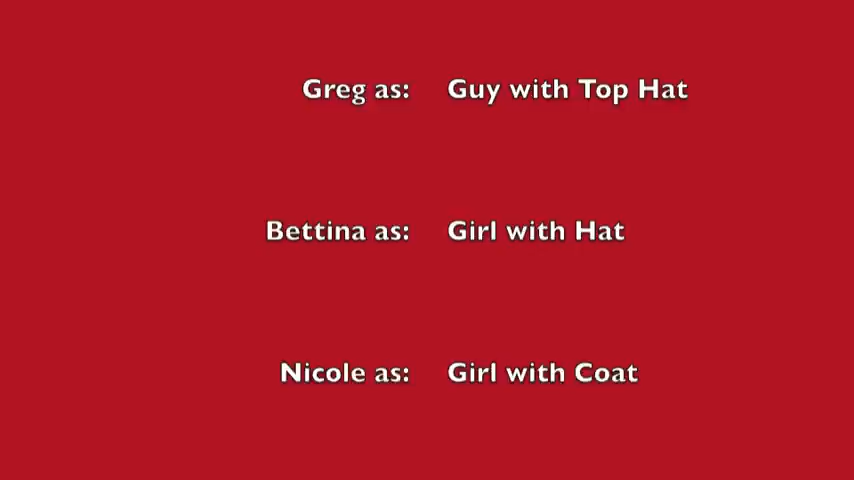 Greg as: Guy with Top Hat
Bettina as: Girl with Hat
Nicole as: Girl with Coat